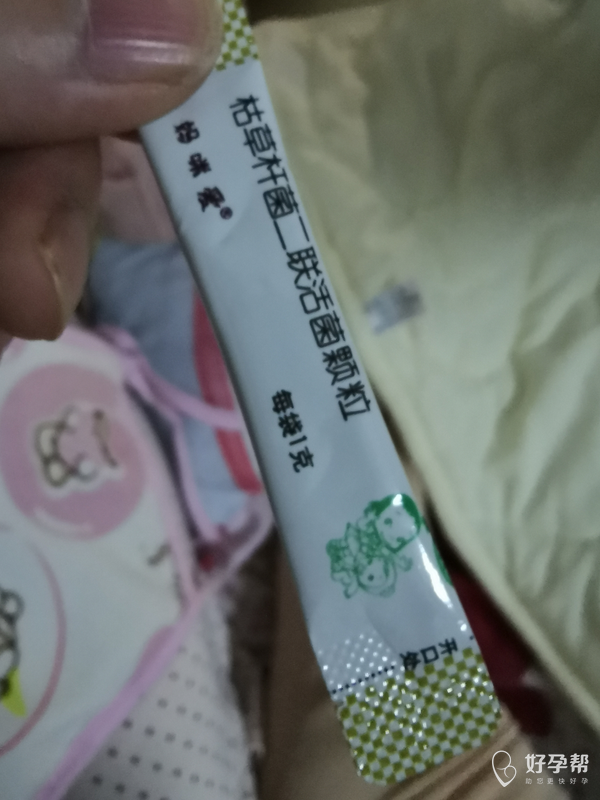 枯草杆菌二联活菌颗粒
妈咪爱®
每袋1克
开口处
好孕帮
助您更快好孕